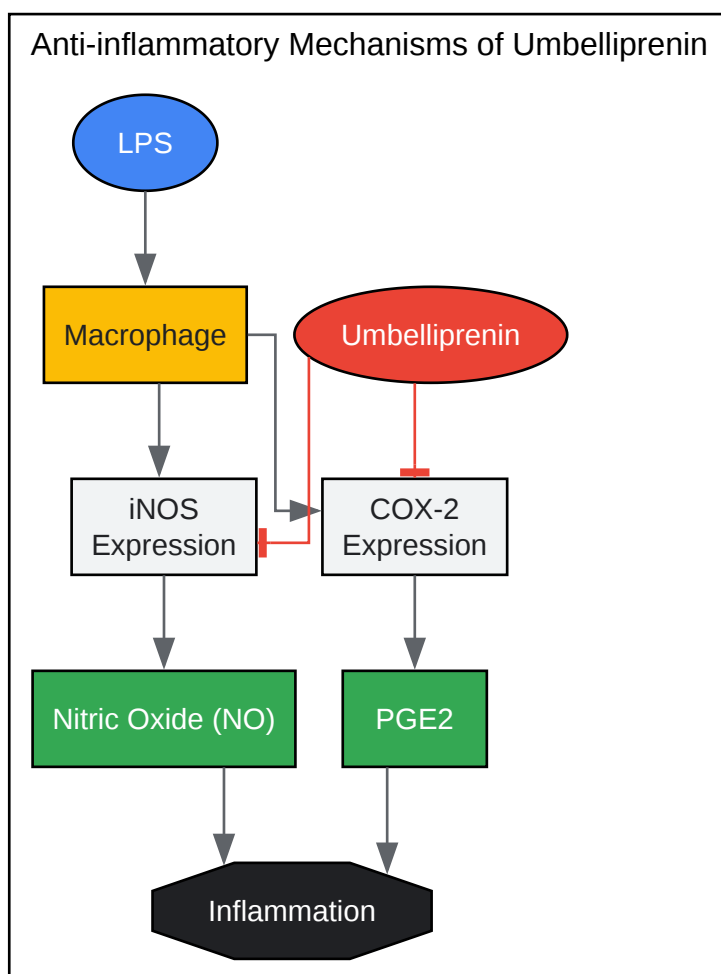 Anti-inflammatory Mechanisms of Umbelliprenin
LPS
Macrophage
Umbelliprenin
iNOS
Expression
COX-2
Expression
Nitric Oxide (NO)
PGE2
Inflammation